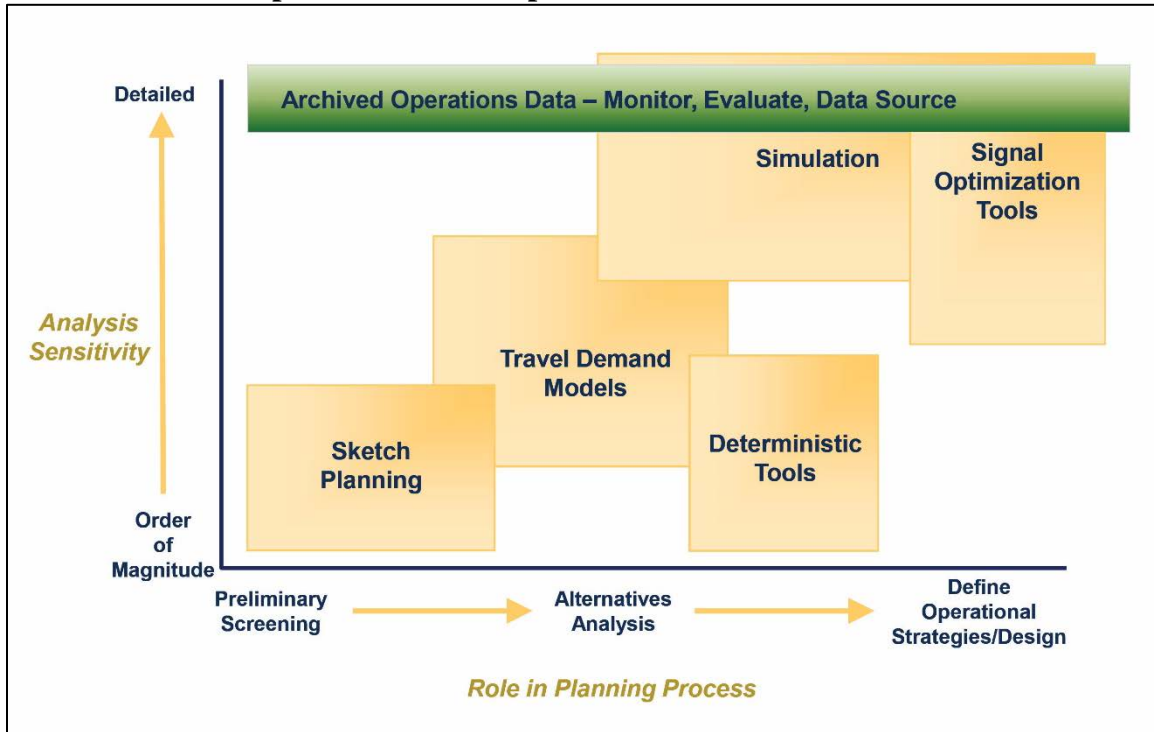 Detailed
Archived Operations Data – Monitor, Evaluate, Data Source
Simulation
Signal
Optimization
Tools
Analysis
Sensitivity
Travel Demand
Models
Sketch
Planning
Deterministic
Tools
Order
of
Magnitude
Preliminary
Screening
Alternatives
Analysis
Define
Operational
Strategies/Design
Role in Planning Process